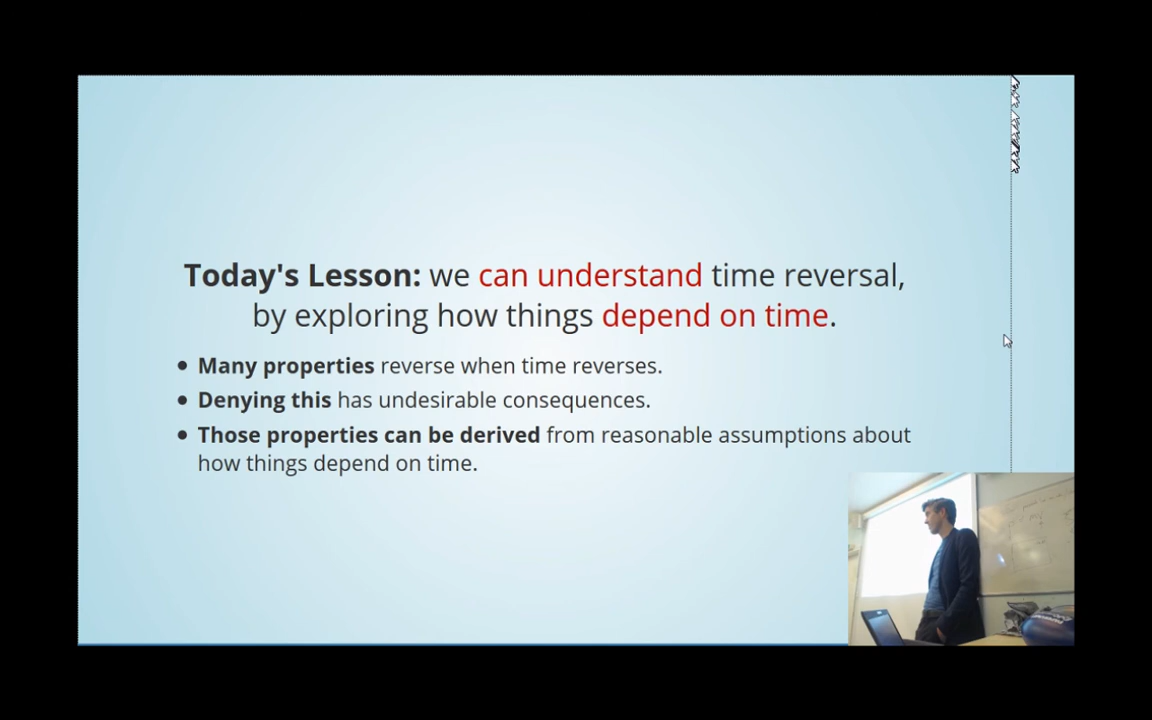 Today's Lesson: we can understand time reversal,
by exploring how things depend on time.
Many properties reverse when time reverses.
Denying this has undesirable consequences.
Those properties can be derived from reasonable assumptions about
how things depend on time.